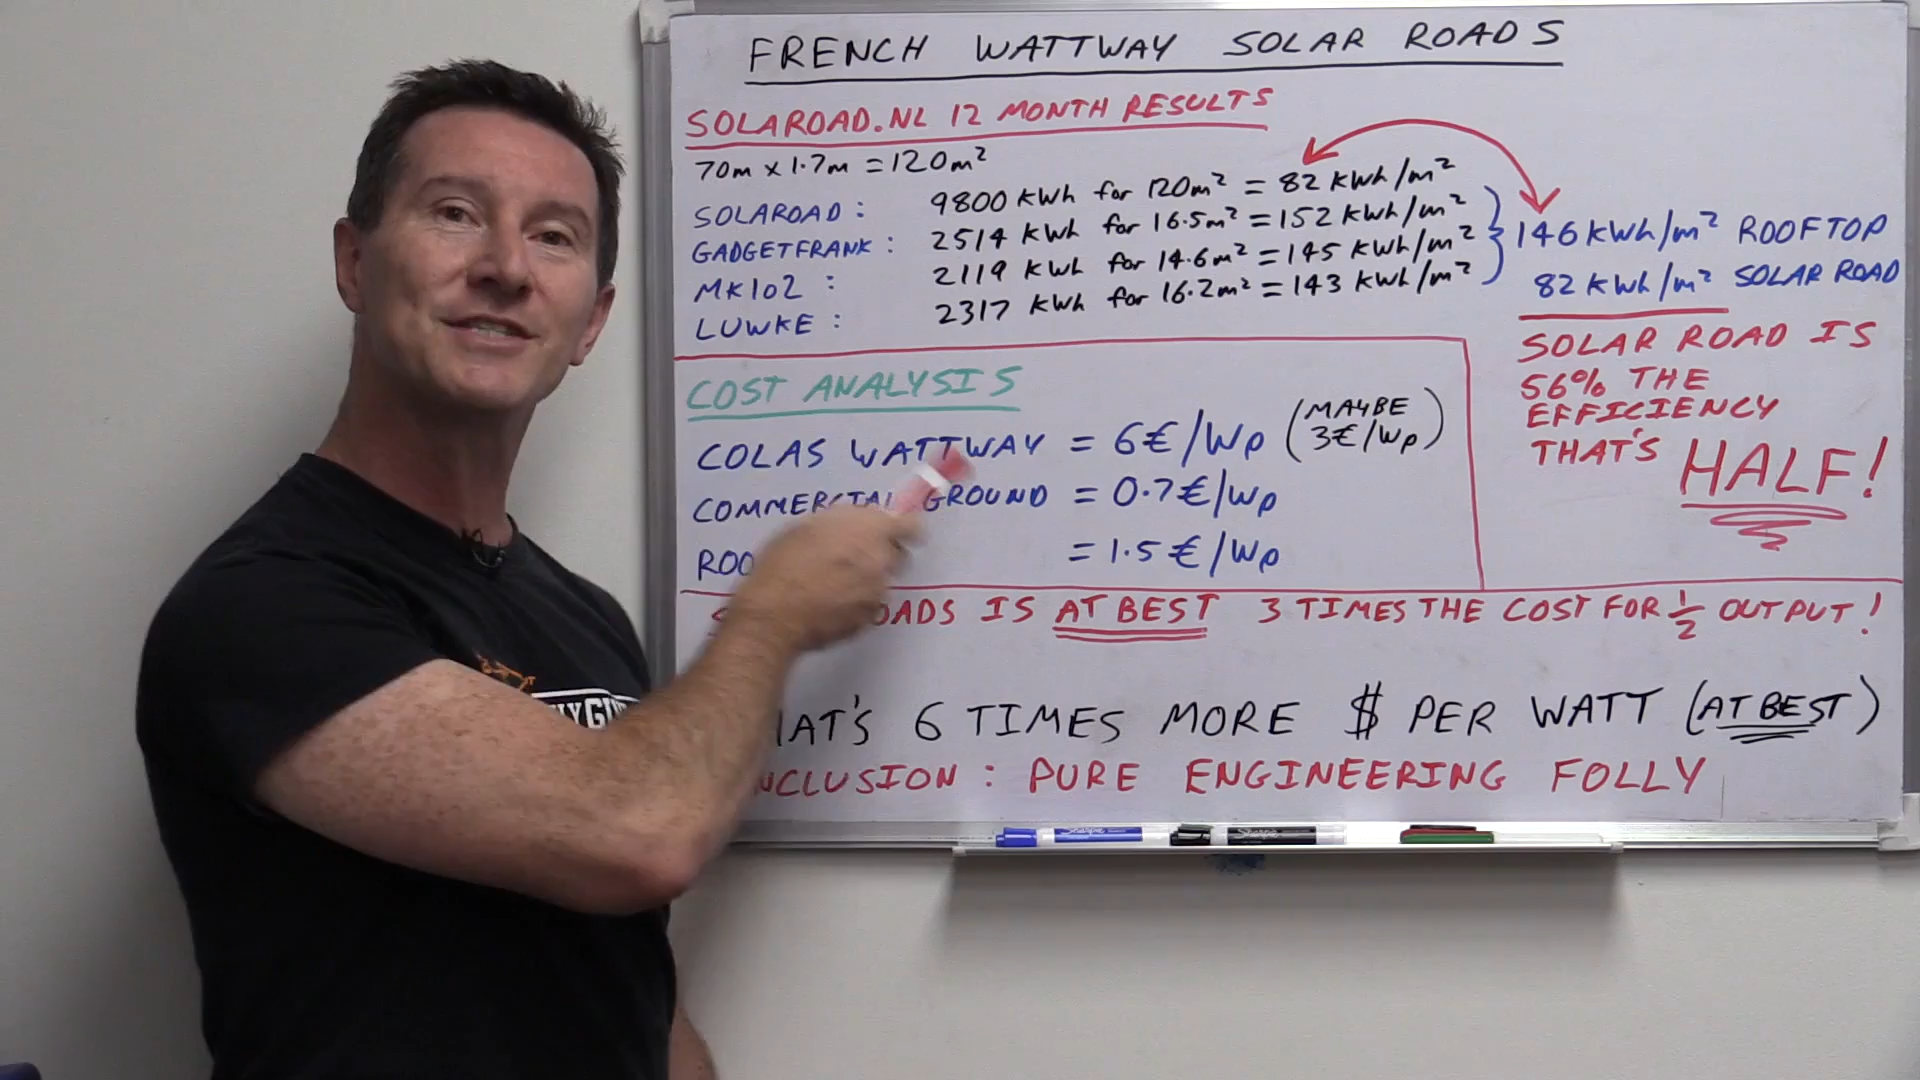 FRENCH WATTWAY SOLAR ROADS
SOLAROAD.NL 12 MONTH RESULTS
70m x 1.7m = 120m²
SOLAROAD: 9800 KWh for 120m² = 82 KWh/m²
GADGETFRANK: 2514 KWh for 16.5m² = 152 KWh/m²
MK102: 2119 KWh for 14.6m² = 145 KWh/m²
LUWKE: 2317 KWh for 16.2m² = 143 KWh/m²
146 KWh/m² ROOFTOP
82 KWh/m² SOLAR ROAD
SOLAR ROAD IS
56% THE
EFFICIENCY
THAT'S HALF!
COST ANALYSIS
COLAS WATTWAY = 6€/Wp (MAYBE 3€/Wp)
COMMERCIAL GROUND = 0.7€/Wp
ROO = 1.5€/Wp
OADS IS AT BEST 3 TIMES THE COST FOR ½ OUTPUT!
HAT'S 6 TIMES MORE $ PER WATT (AT BEST)
NCLUSION: PURE ENGINEERING FOLLY
Sharpie
Sharpie